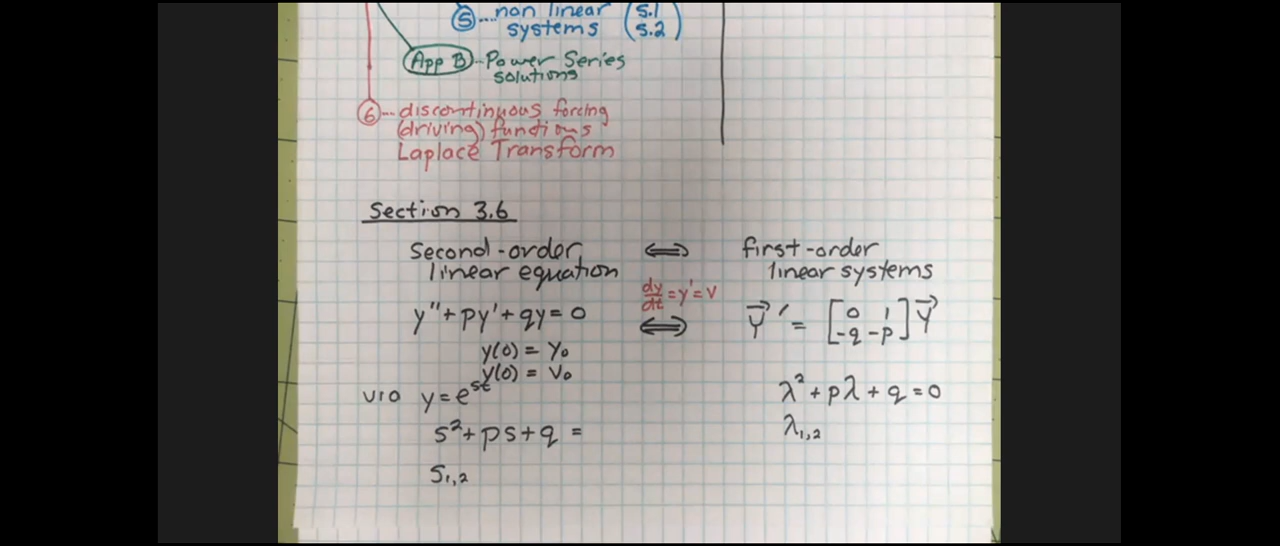 ⑤...non linear (5.1
systems 5.2)
App B...Power Series
solutions
⑥...discontinuous forcing
(driving) functions
Laplace Transform
Section 3.6
second-order ⟺ first-order
linear equation linear systems
dy/dt = y' = v
y'' + py' + qy = 0 ⟺ Y⃗' = [0 1; -q -p] Y⃗
y(0) = y₀
y(0) = v₀
y = e^st λ² + pλ + q = 0
s² + ps + q = λ₁,₂
s₁,₂